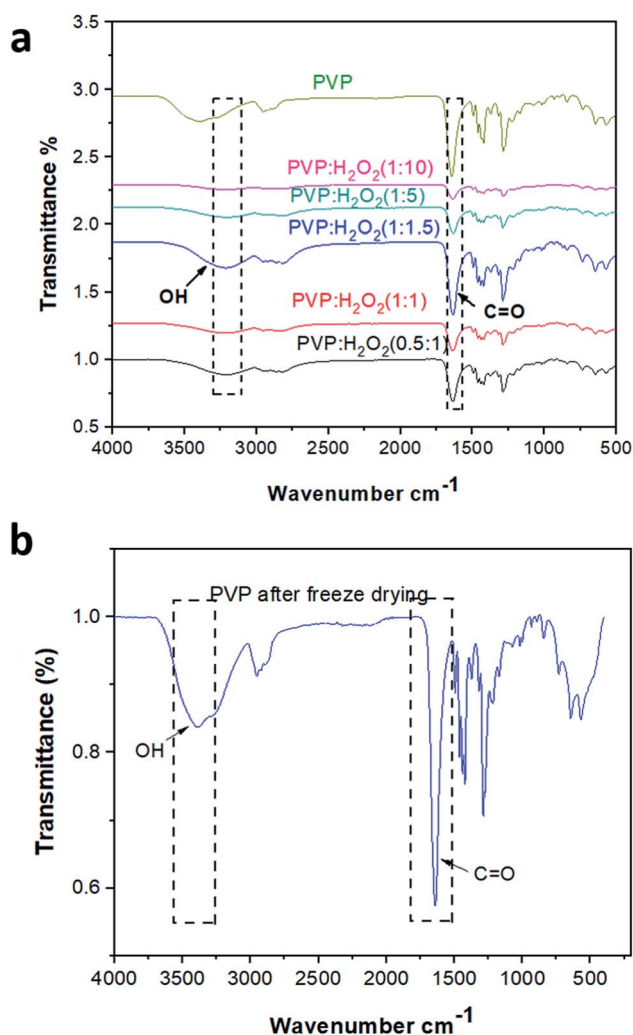 a
3.5
3.0
2.5
2.0
1.5
1.0
0.5
Transmittance %
PVP
PVP:H₂O₂(1:10)
PVP:H₂O₂(1:5)
PVP:H₂O₂(1:1.5)
OH
C=O
PVP:H₂O₂(1:1)
PVP:H₂O₂(0.5:1)
4000 3500 3000 2500 2000 1500 1000 500
Wavenumber cm⁻¹
b
PVP after freeze drying
1.0
0.8
0.6
Transmittance (%)
OH
C=O
4000 3500 3000 2500 2000 1500 1000 500
Wavenumber cm⁻¹